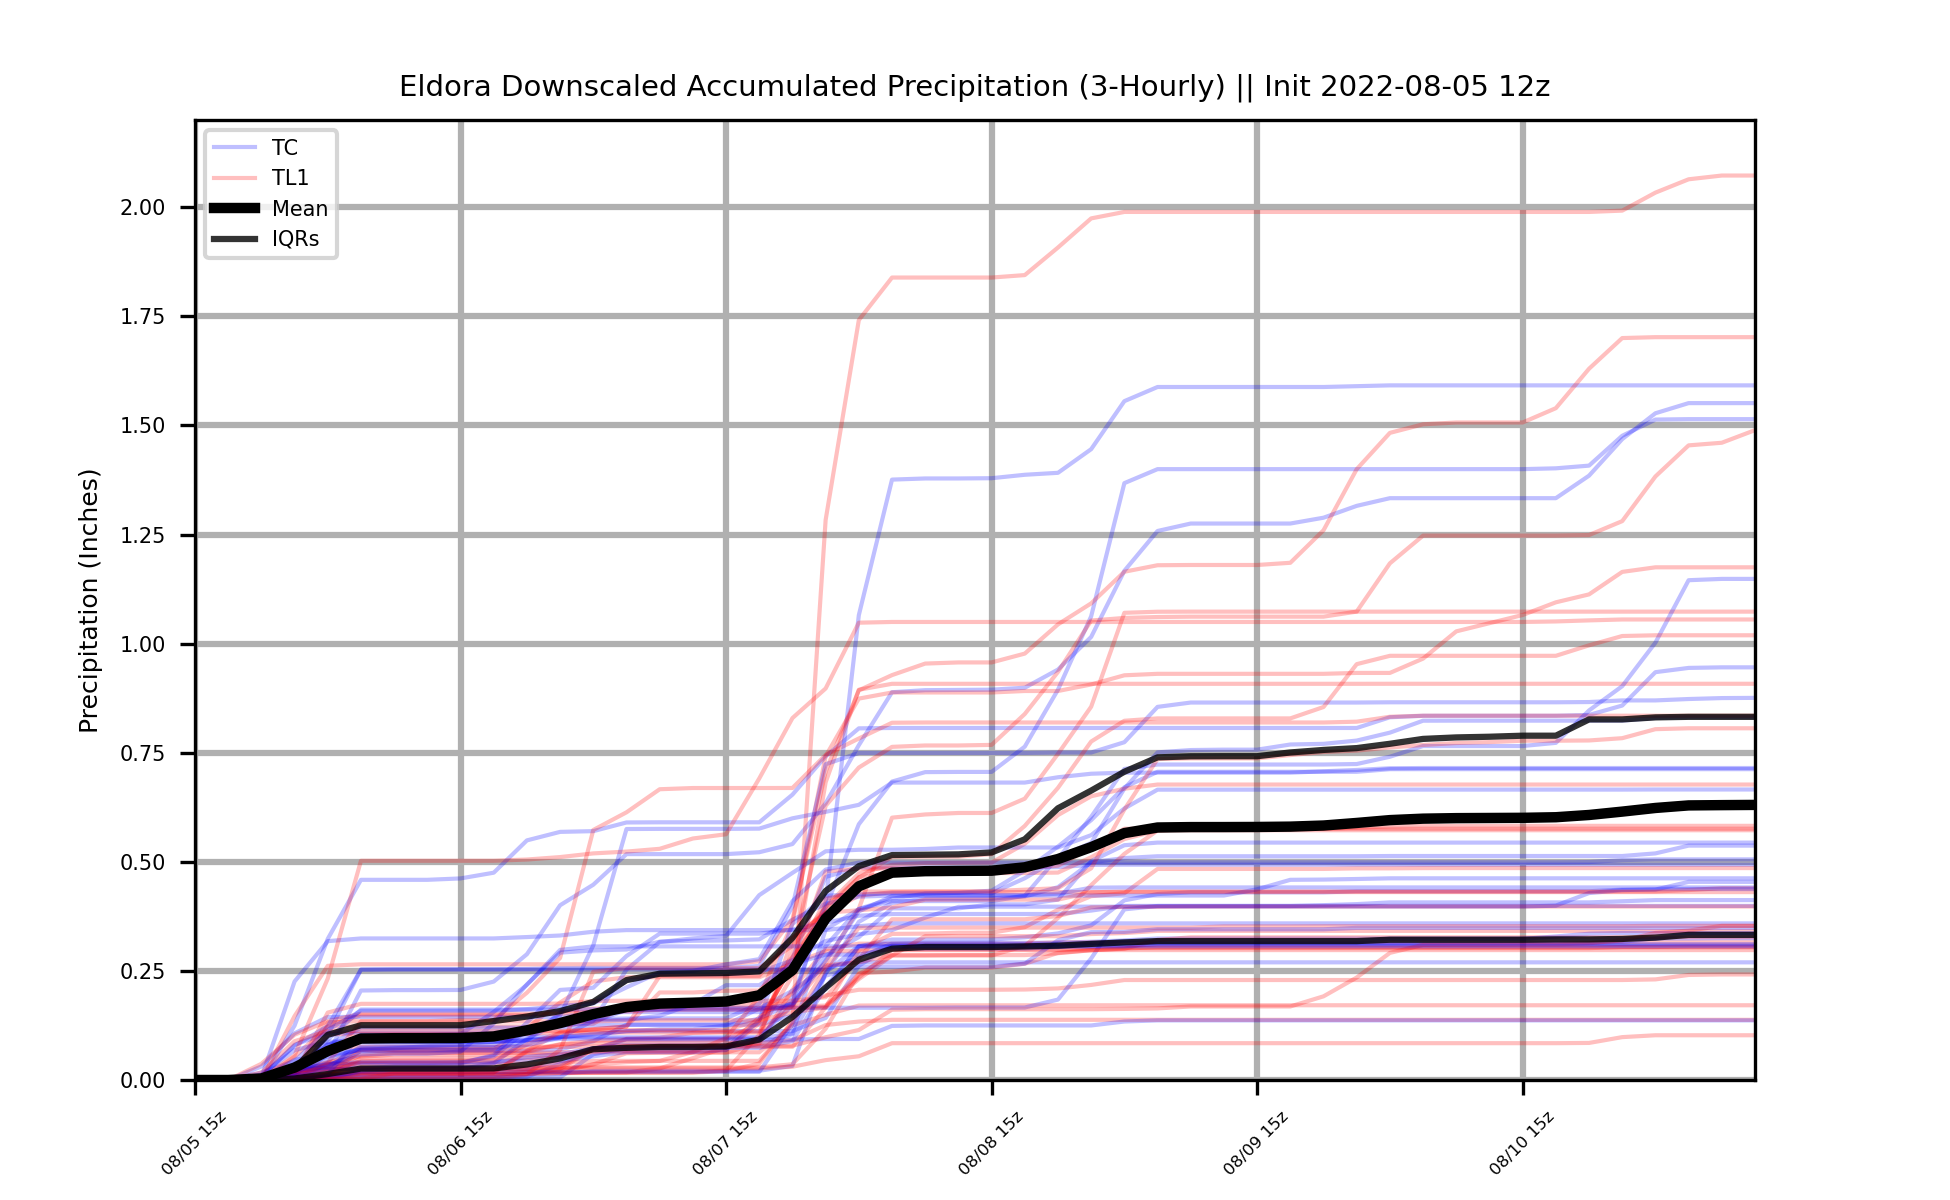 Eldora Downscaled Accumulated Precipitation (3-Hourly) || Init 2022-08-05 12z
TC
TL1
Mean
IQRs
Precipitation (Inches)
2.00
1.75
1.50
1.25
1.00
0.75
0.50
0.25
0.00
08/05 15z
08/06 15z
08/07 15z
08/08 15z
08/09 15z
08/10 15z